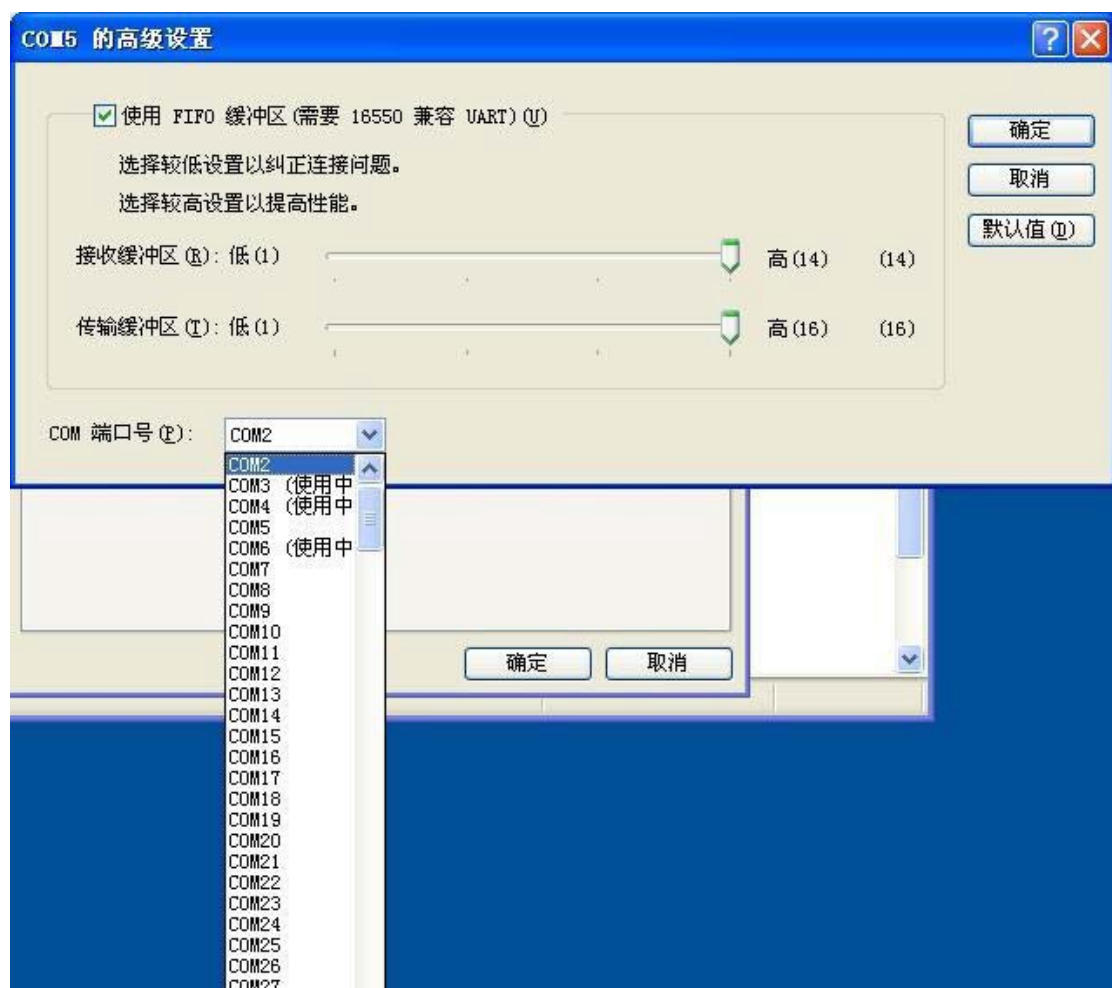 COM5 的高级设置
使用 FIFO 缓冲区(需要 16550 兼容 UART)(U)
确定
选择较低设置以纠正连接问题。
取消
选择较高设置以提高性能。
默认值(D)
接收缓冲区(R): 低(1) 高(14) (14)
传输缓冲区(T): 低(1) 高(16) (16)
COM 端口号(P): COM2
COM2
COM3 (使用中
COM4 (使用中
COM5
COM6 (使用中
COM7
COM8
COM9
COM10
COM11
确定 取消
COM12
COM13
COM14
COM15
COM16
COM17
COM18
COM19
COM20
COM21
COM22
COM23
COM24
COM25
COM26
COM27